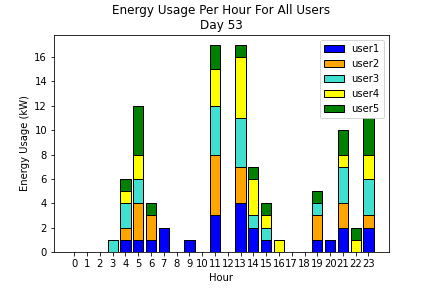 Energy Usage Per Hour For All Users
Day 53
user1
user2
user3
user4
user5
Energy Usage (kW)
16
14
12
10
8
6
4
2
0
0 1 2 3 4 5 6 7 8 9 10 11 12 13 14 15 16 17 18 19 20 21 22 23
Hour